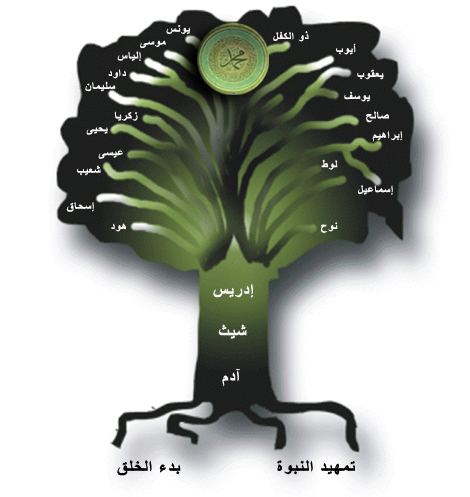 محمد
ذو الكفل
أيوب
يعقوب
يوسف
صالح
إبراهيم
لوط
إسماعيل
نوح
يونس
موسى
إلياس
داود
سليمان
زكريا
يحيى
عيسى
شعيب
إسحاق
هود
إدريس
شيث
آدم
تمهيد النبوة
بدء الخلق